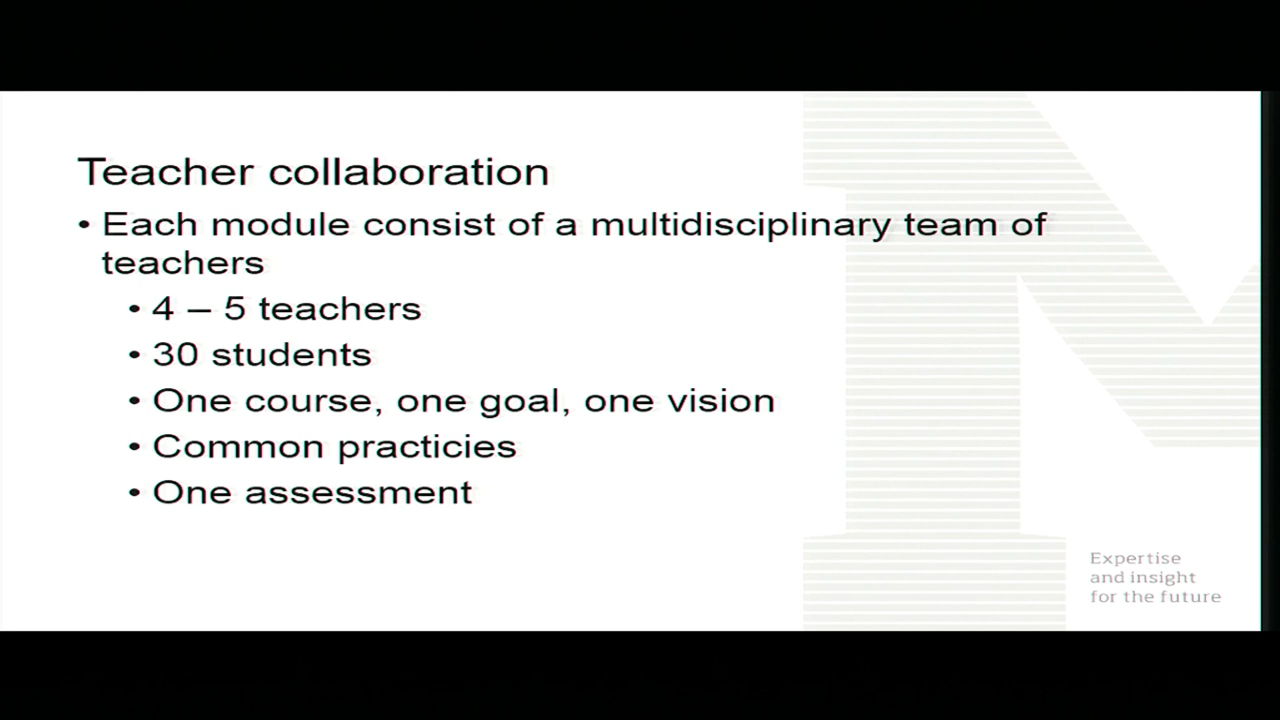 Teacher collaboration
• Each module consist of a multidisciplinary team of
teachers
• 4 – 5 teachers
• 30 students
• One course, one goal, one vision
• Common practicies
• One assessment
Expertise
and insight
for the future